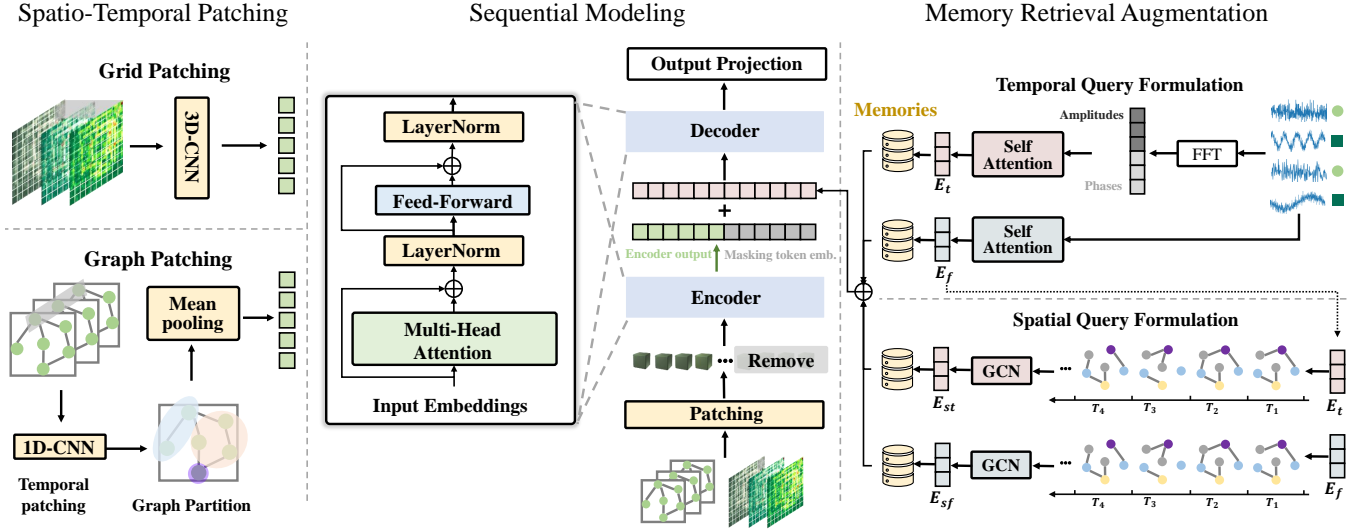 Spatio-Temporal Patching
Sequential Modeling
Memory Retrieval Augmentation
Grid Patching
3D-CNN
Graph Patching
Mean
pooling
1D-CNN
Temporal
patching
Graph Partition
LayerNorm
Feed-Forward
LayerNorm
Multi-Head
Attention
Input Embeddings
Output Projection
Decoder
+
Encoder output
Masking token emb.
Encoder
••• Remove
Patching
Temporal Query Formulation
Memories
Amplitudes
Self
Attention
FFT
E_t
Phases
Self
Attention
E_f
Spatial Query Formulation
GCN
•••
E_st
T_4 T_3 T_2 T_1
E_t
GCN
•••
E_sf
T_4 T_3 T_2 T_1
E_f